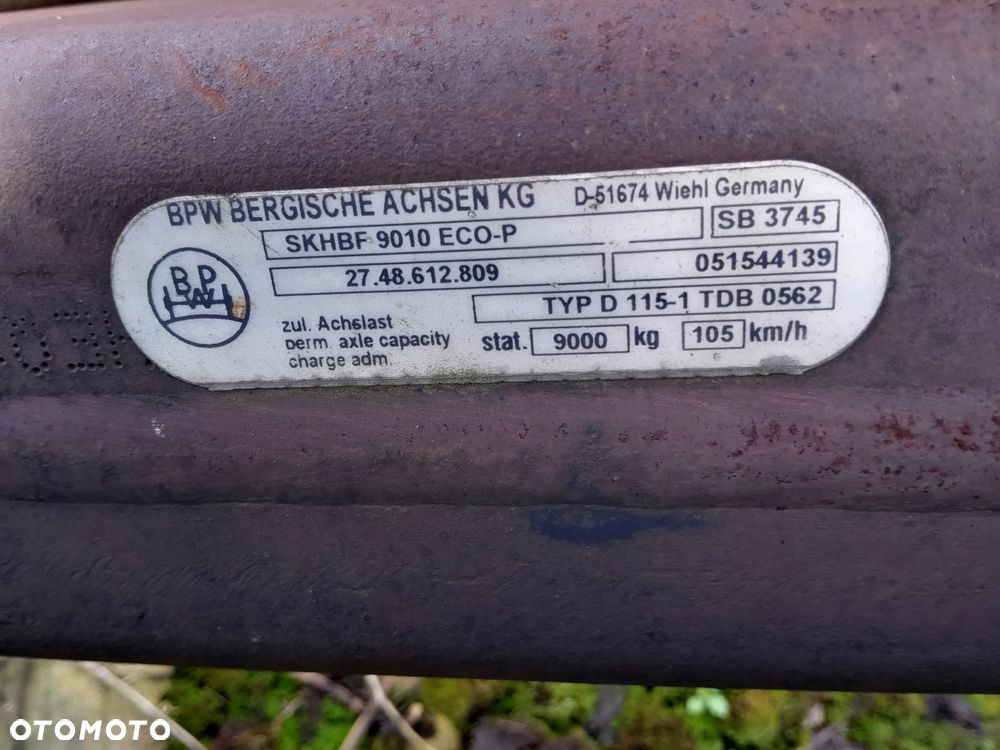 BPW BERGISCHE ACHSEN KG D-51674 Wiehl Germany
SKHBF 9010 ECO-P SB 3745
BPW
27.48.612.809 051544139
TYP D 115-1 TDB 0562
zul. Achslast
perm. axle capacity stat. 9000 kg 105 km/h
charge adm.
OTOMOTO